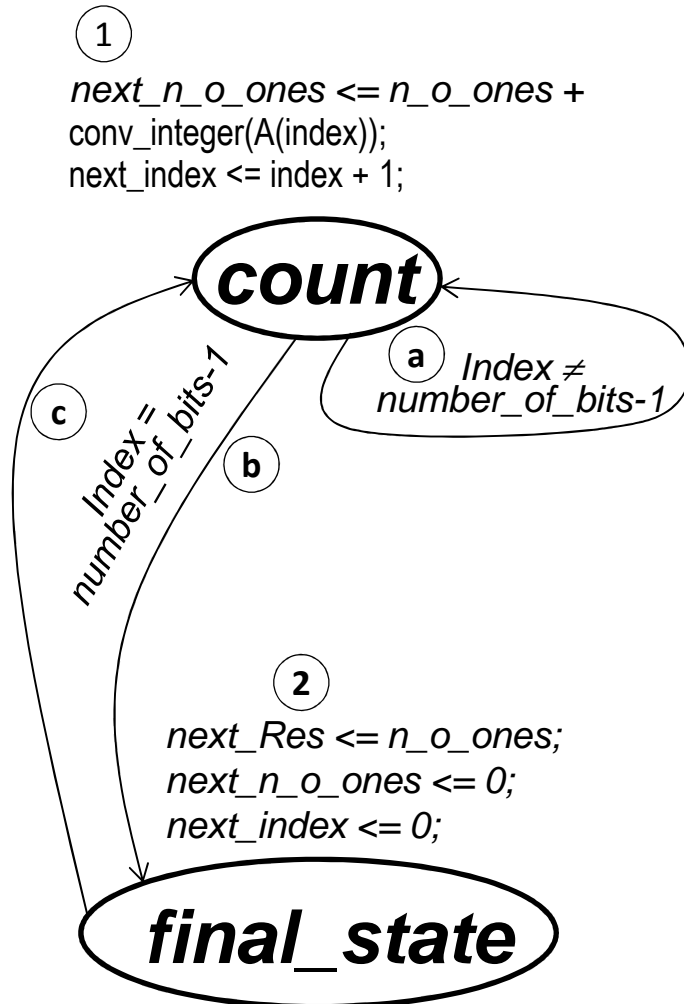 1
next_n_o_ones <= n_o_ones +
conv_integer(A(index));
next_index <= index + 1;
count
a
Index ≠
number_of_bits-1
c
Index =
number_of_bits-1
b
2
next_Res <= n_o_ones;
next_n_o_ones <= 0;
next_index <= 0;
final_state